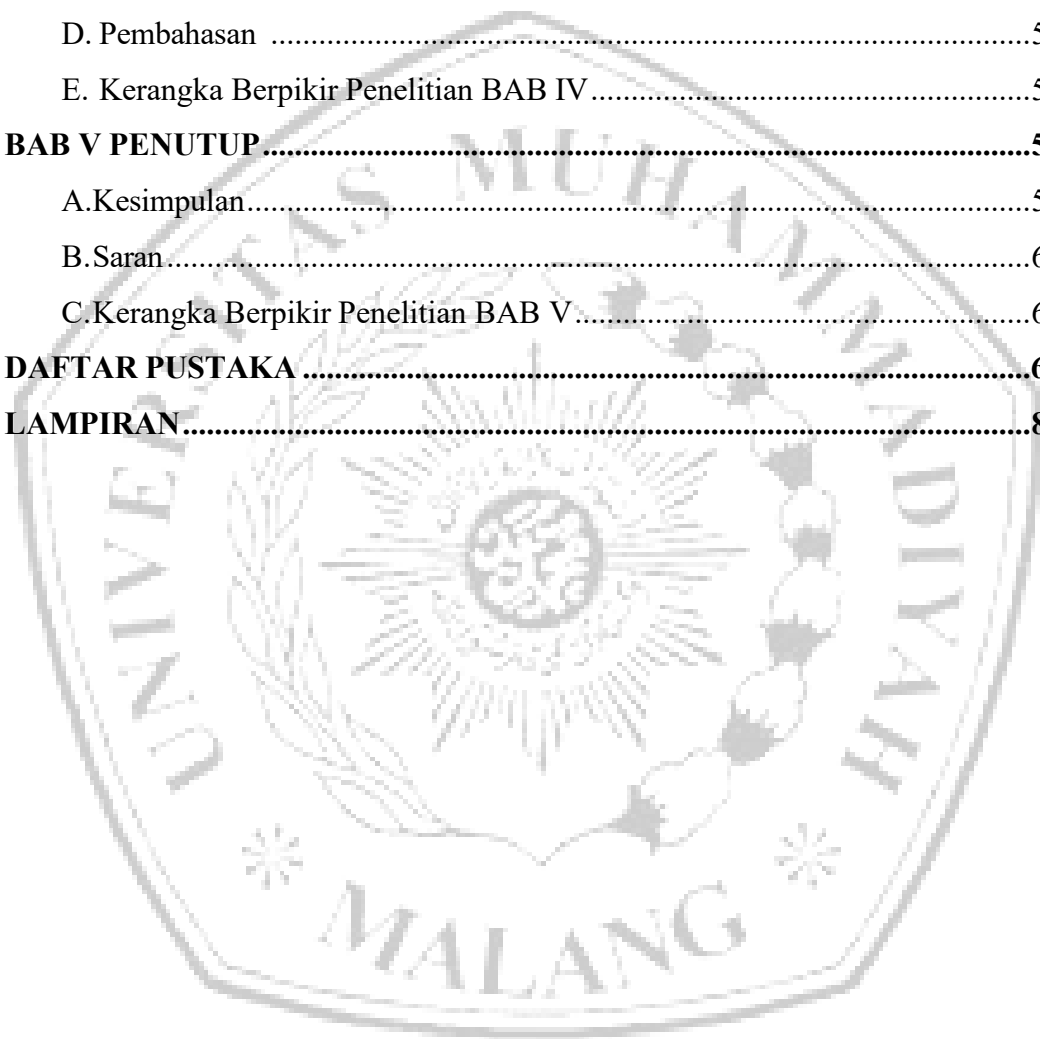 D. Pembahasan ........................................................................................5
E. Kerangka Berpikir Penelitian BAB IV..................................................5
BAB V PENUTUP.....................................................................................5
A.Kesimpulan...........................................................................................5
B.Saran....................................................................................................6
C.Kerangka Berpikir Penelitian BAB V....................................................6
DAFTAR PUSTAKA ................................................................................6
LAMPIRAN..............................................................................................8
UNIVERSITAS MUHAMMADIYAH
MALANG